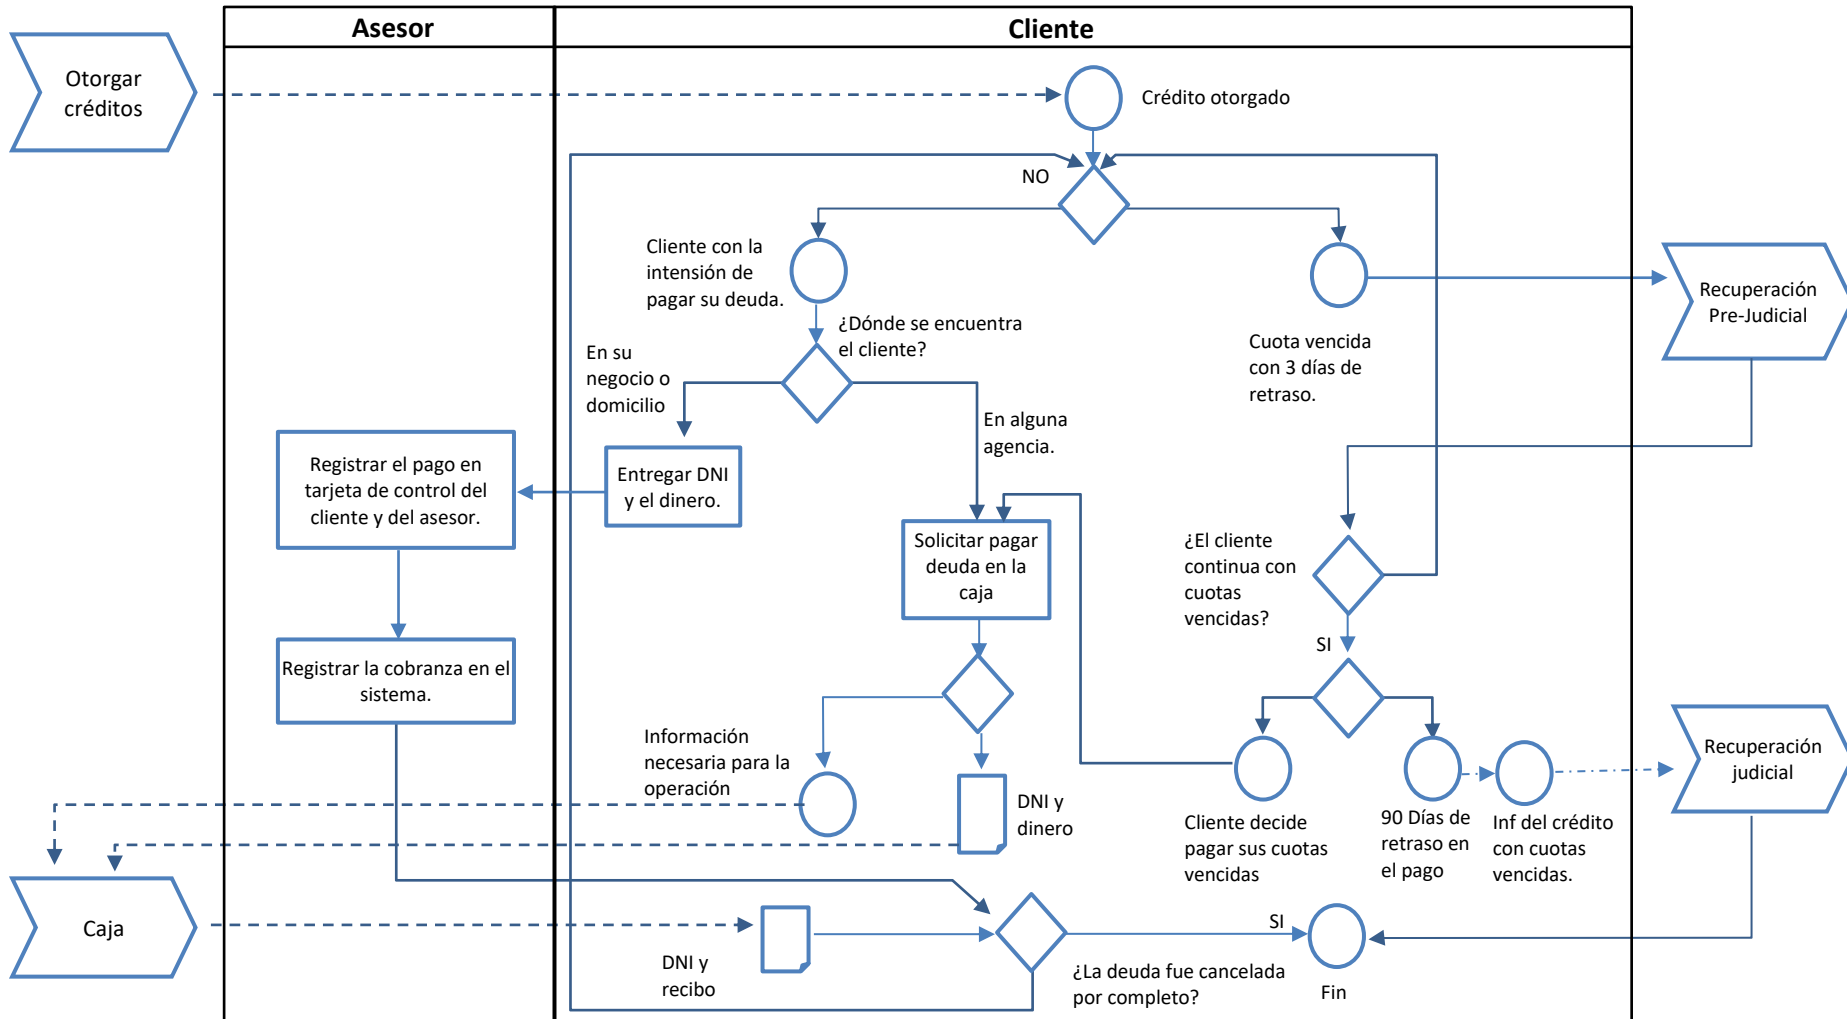 Asesor
Cliente
Otorgar
créditos
Crédito otorgado
NO
Cliente con la
intensión de
pagar su deuda.
¿Dónde se encuentra
el cliente?
En su
negocio o
domicilio
En alguna
agencia.
Cuota vencida
con 3 días de
retraso.
Recuperación
Pre-Judicial
Registrar el pago en
tarjeta de control del
cliente y del asesor.
Entregar DNI
y el dinero.
Solicitar pagar
deuda en la
caja
¿El cliente
continua con
cuotas
vencidas?
SI
Registrar la cobranza en el
sistema.
Información
necesaria para la
operación
DNI y
dinero
Cliente decide
pagar sus cuotas
vencidas
90 Días de
retraso en
el pago
Inf del crédito
con cuotas
vencidas.
Recuperación
judicial
Caja
DNI y
recibo
¿La deuda fue cancelada
por completo?
SI
Fin